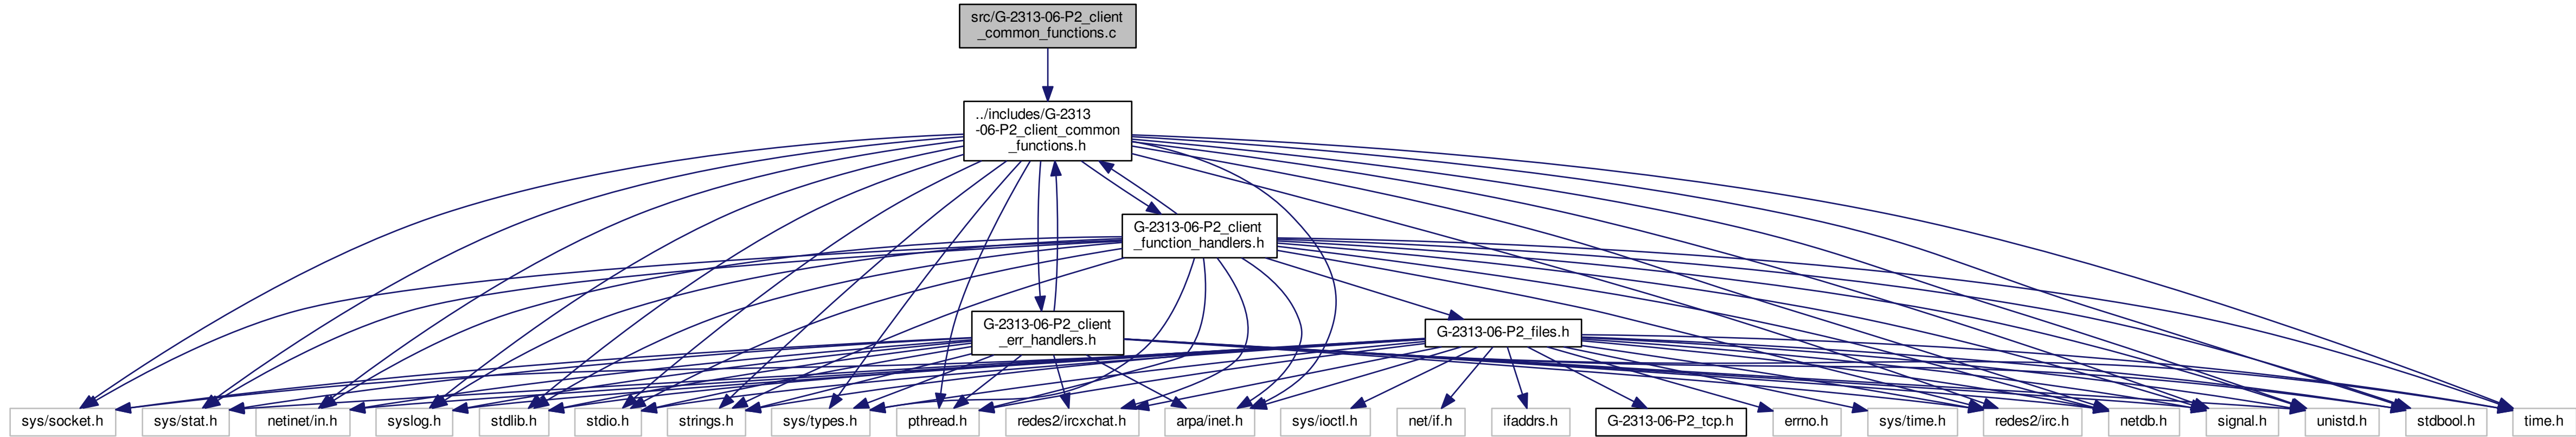 src/G-2313-06-P2_client
_common_functions.c
../includes/G-2313
-06-P2_client_common
_functions.h
G-2313-06-P2_client
_function_handlers.h
G-2313-06-P2_client
_err_handlers.h
G-2313-06-P2_files.h
sys/socket.h
sys/stat.h
netinet/in.h
syslog.h
stdlib.h
stdio.h
strings.h
sys/types.h
pthread.h
redes2/ircxchat.h
arpa/inet.h
sys/ioctl.h
net/if.h
ifaddrs.h
G-2313-06-P2_tcp.h
errno.h
sys/time.h
redes2/irc.h
netdb.h
signal.h
unistd.h
stdbool.h
time.h